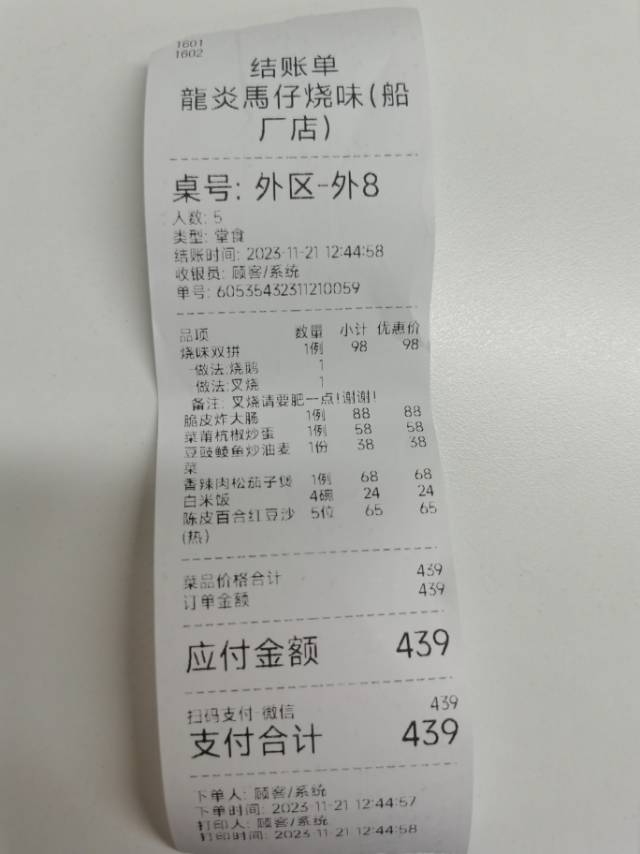 1601
1602
结账单
龍炎馬仔烧味(船
厂店)
桌号: 外区-外8
人数: 5
类型: 堂食
结账时间: 2023-11-21 12:44:58
收银员: 顾客/系统
单号: 60535432311210059
品项 数量 小计 优惠价
烧味双拼 1例 98 98
-做法:烧鹅 1
做法:叉烧 1
备注: 叉烧请要肥一点!谢谢!
脆皮炸大肠 1例 88 88
菜莆杭椒炒蛋 1例 58 58
豆豉鲮鱼炒油麦 1份 38 38
菜
香辣肉松茄子煲 1例 68 68
白米饭 4碗 24 24
陈皮百合红豆沙 5位 65 65
(热)
菜品价格合计 439
订单金额 439
应付金额 439
扫码支付-微信 439
支付合计 439
下单人: 顾客/系统
下单时间: 2023-11-21 12:44:57
打印人: 顾客/系统
打印时间: 2023-11-21 12:44:58